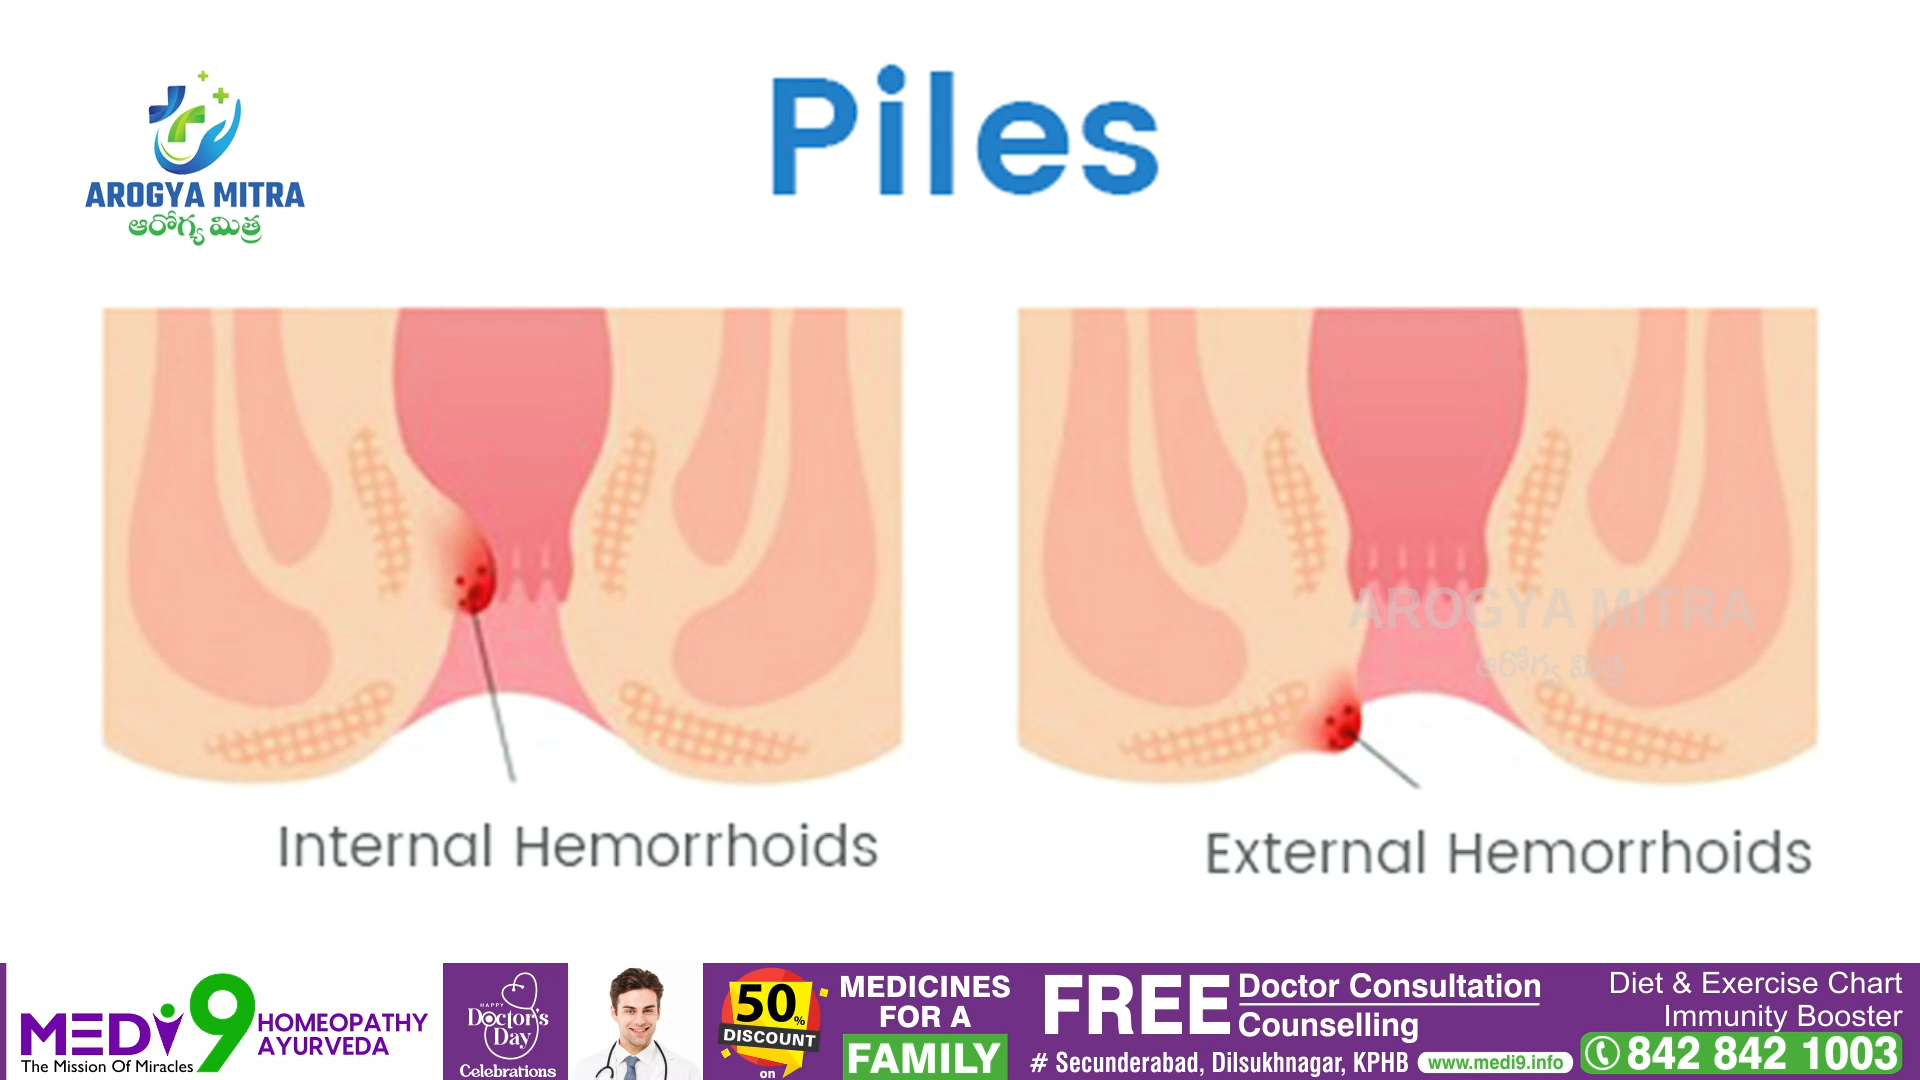 Piles
AROGYA MITRA
ఆరోగ్య మిత్ర
AROGYA MITRA
ఆరోగ్య మిత్ర
Internal Hemorrhoids
External Hemorrhoids
MEDi9
HOMEOPATHY
AYURVEDA
The Mission Of Miracles
HAPPY
Doctor's
Day
Celebrations
50%
DISCOUNT
on
MEDICINES
FOR A
FAMILY
FREE
Doctor Consultation
Counselling
# Secunderabad, Dilsukhnagar, KPHB
www.medi9.info
Diet & Exercise Chart
Immunity Booster
842 842 1003